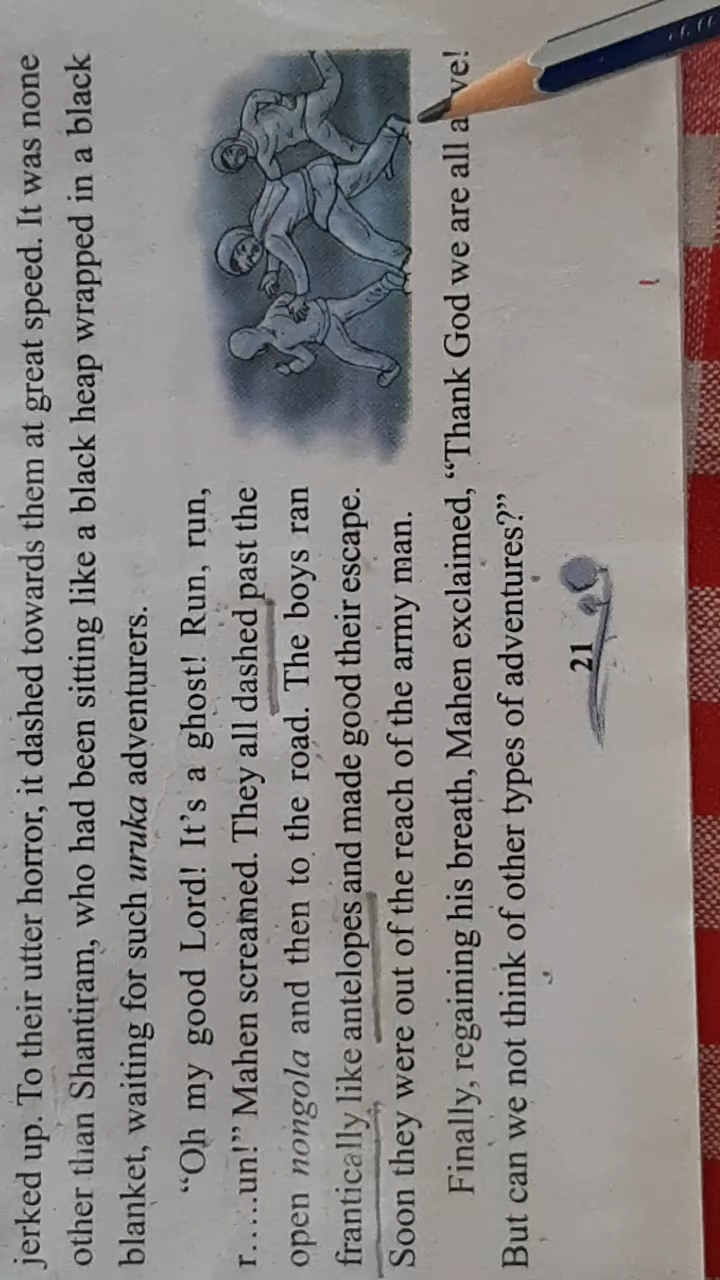 jerked up. To their utter horror, it dashed towards them at great speed. It was none
other than Shantiram, who had been sitting like a black heap wrapped in a black
blanket, waiting for such uruka adventurers.
“Oh my good Lord! It’s a ghost! Run, run,
r.....un!” Mahen screamed. They all dashed past the
open nongola and then to the road. The boys ran
frantically like antelopes and made good their escape.
Soon they were out of the reach of the army man.
Finally, regaining his breath, Mahen exclaimed, “Thank God we are all
But can we not think of other types of adventures?”
21